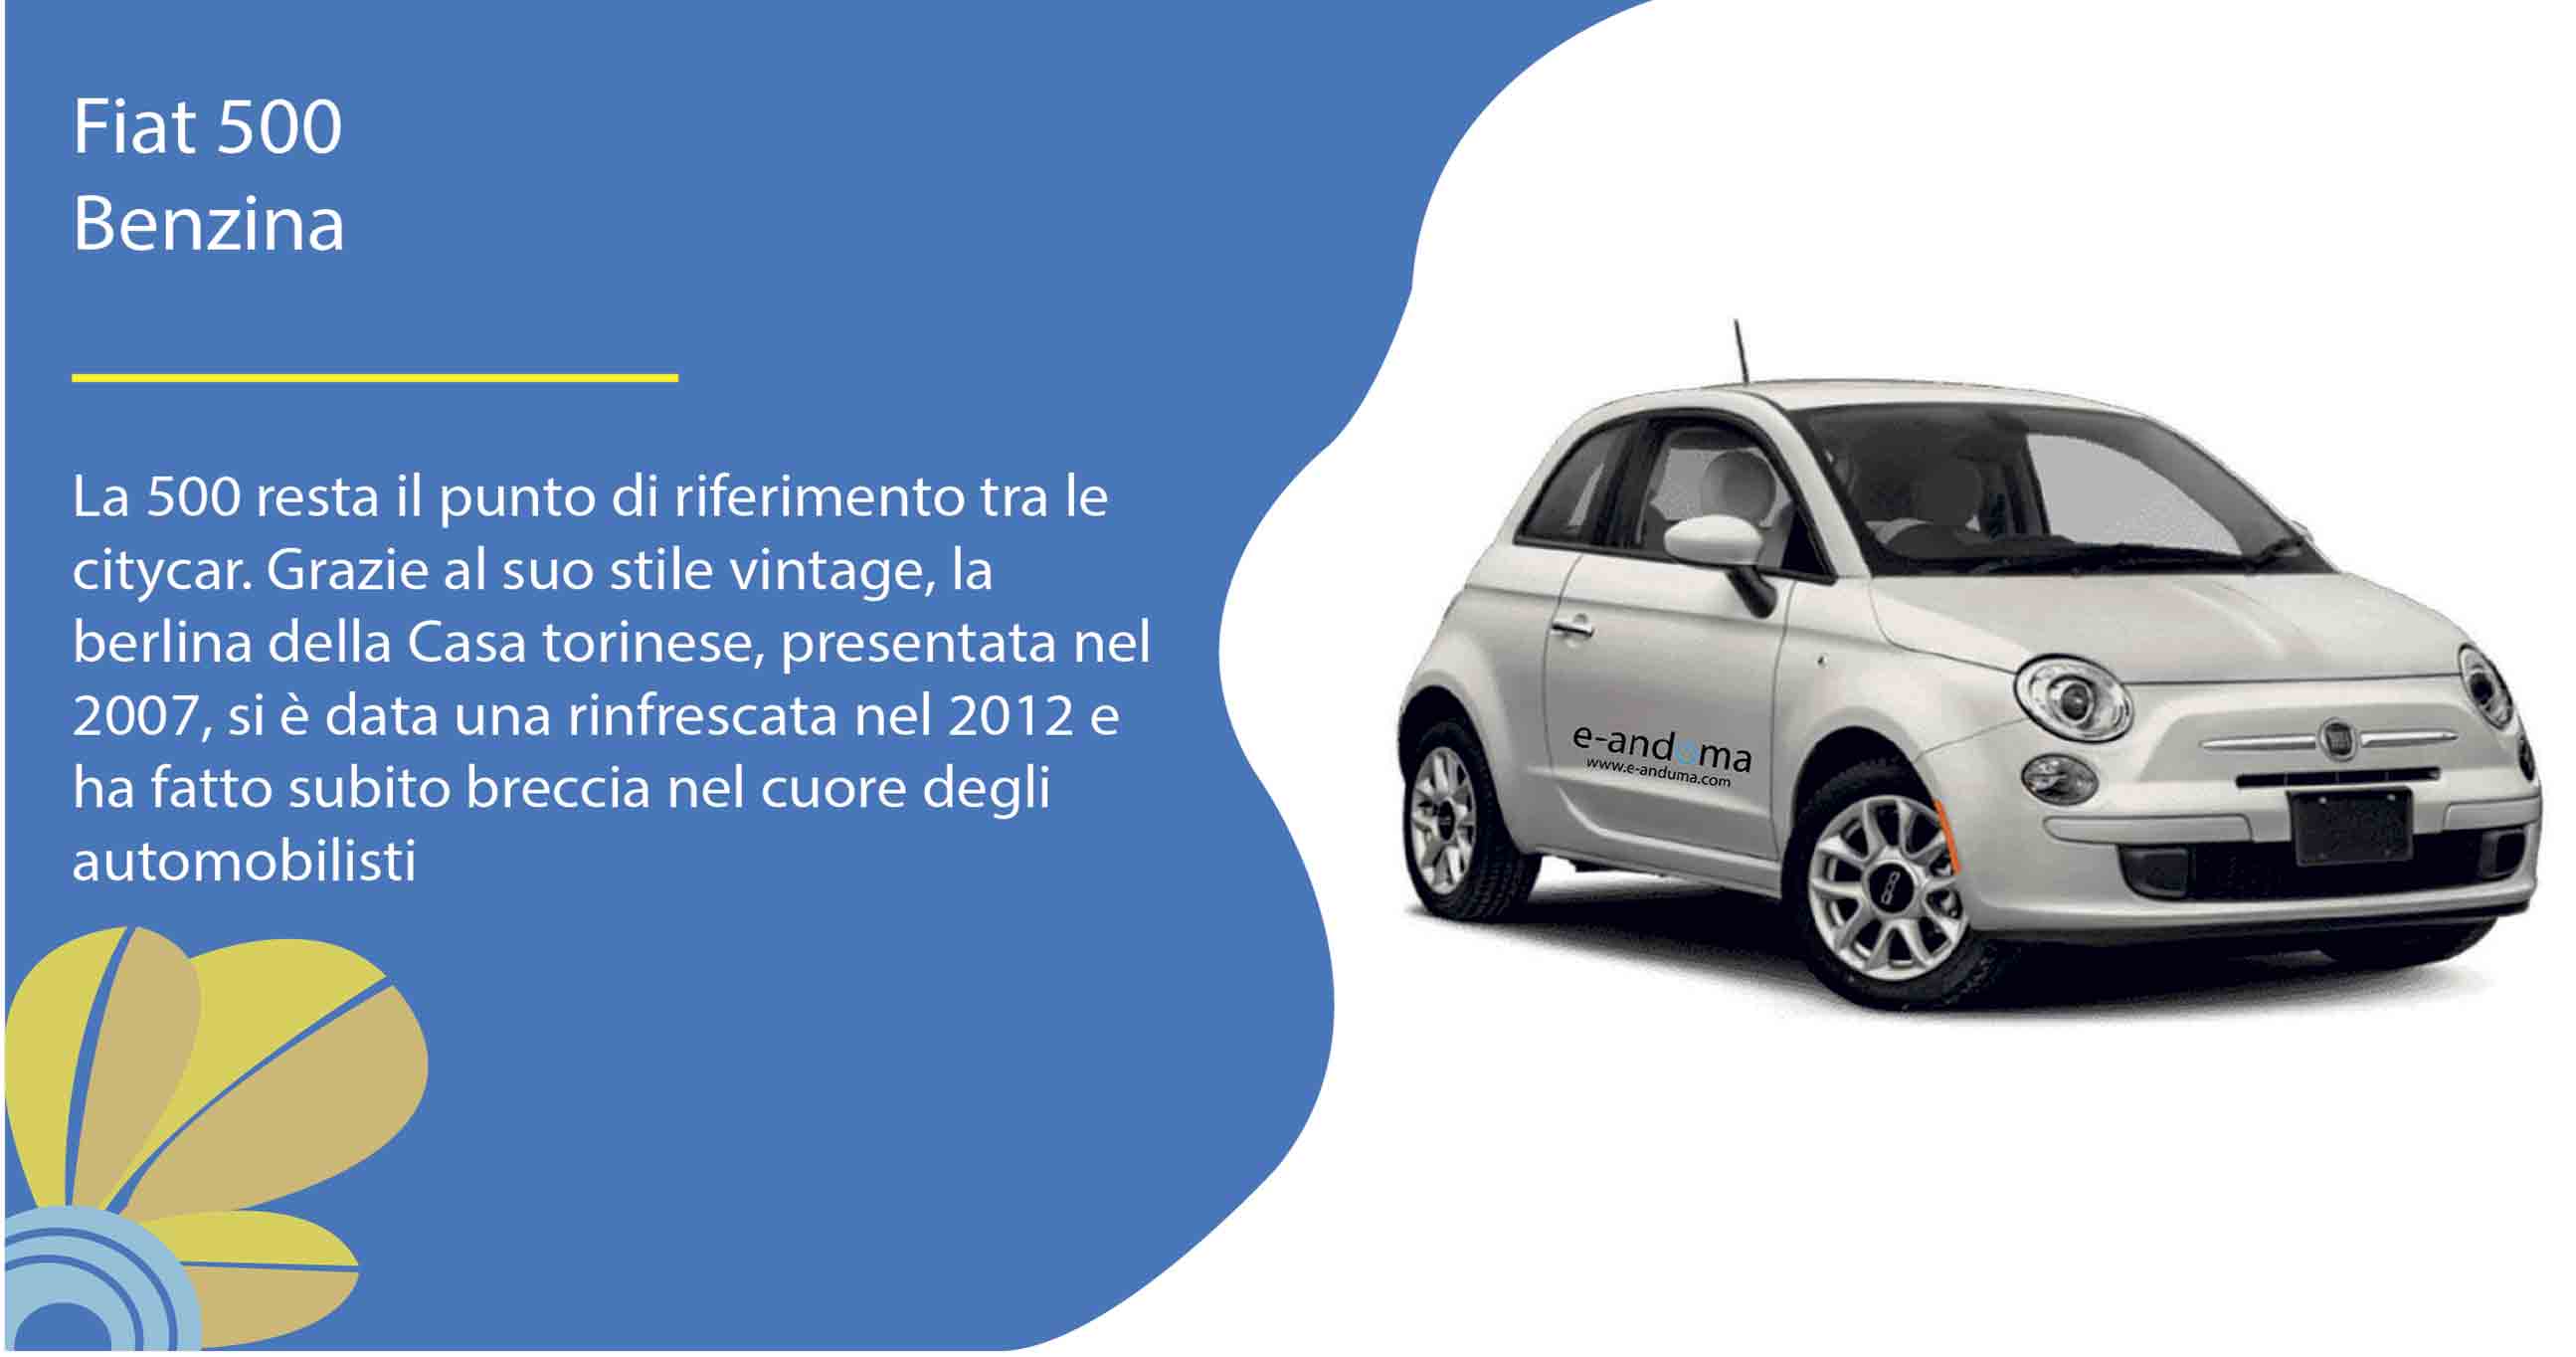 Fiat 500
Benzina
La 500 resta il punto di riferimento tra le
citycar. Grazie al suo stile vintage, la
berlina della Casa torinese, presentata nel
2007, si è data una rinfrescata nel 2012 e
ha fatto subito breccia nel cuore degli
automobilisti
e-anduma
www.e-anduma.com